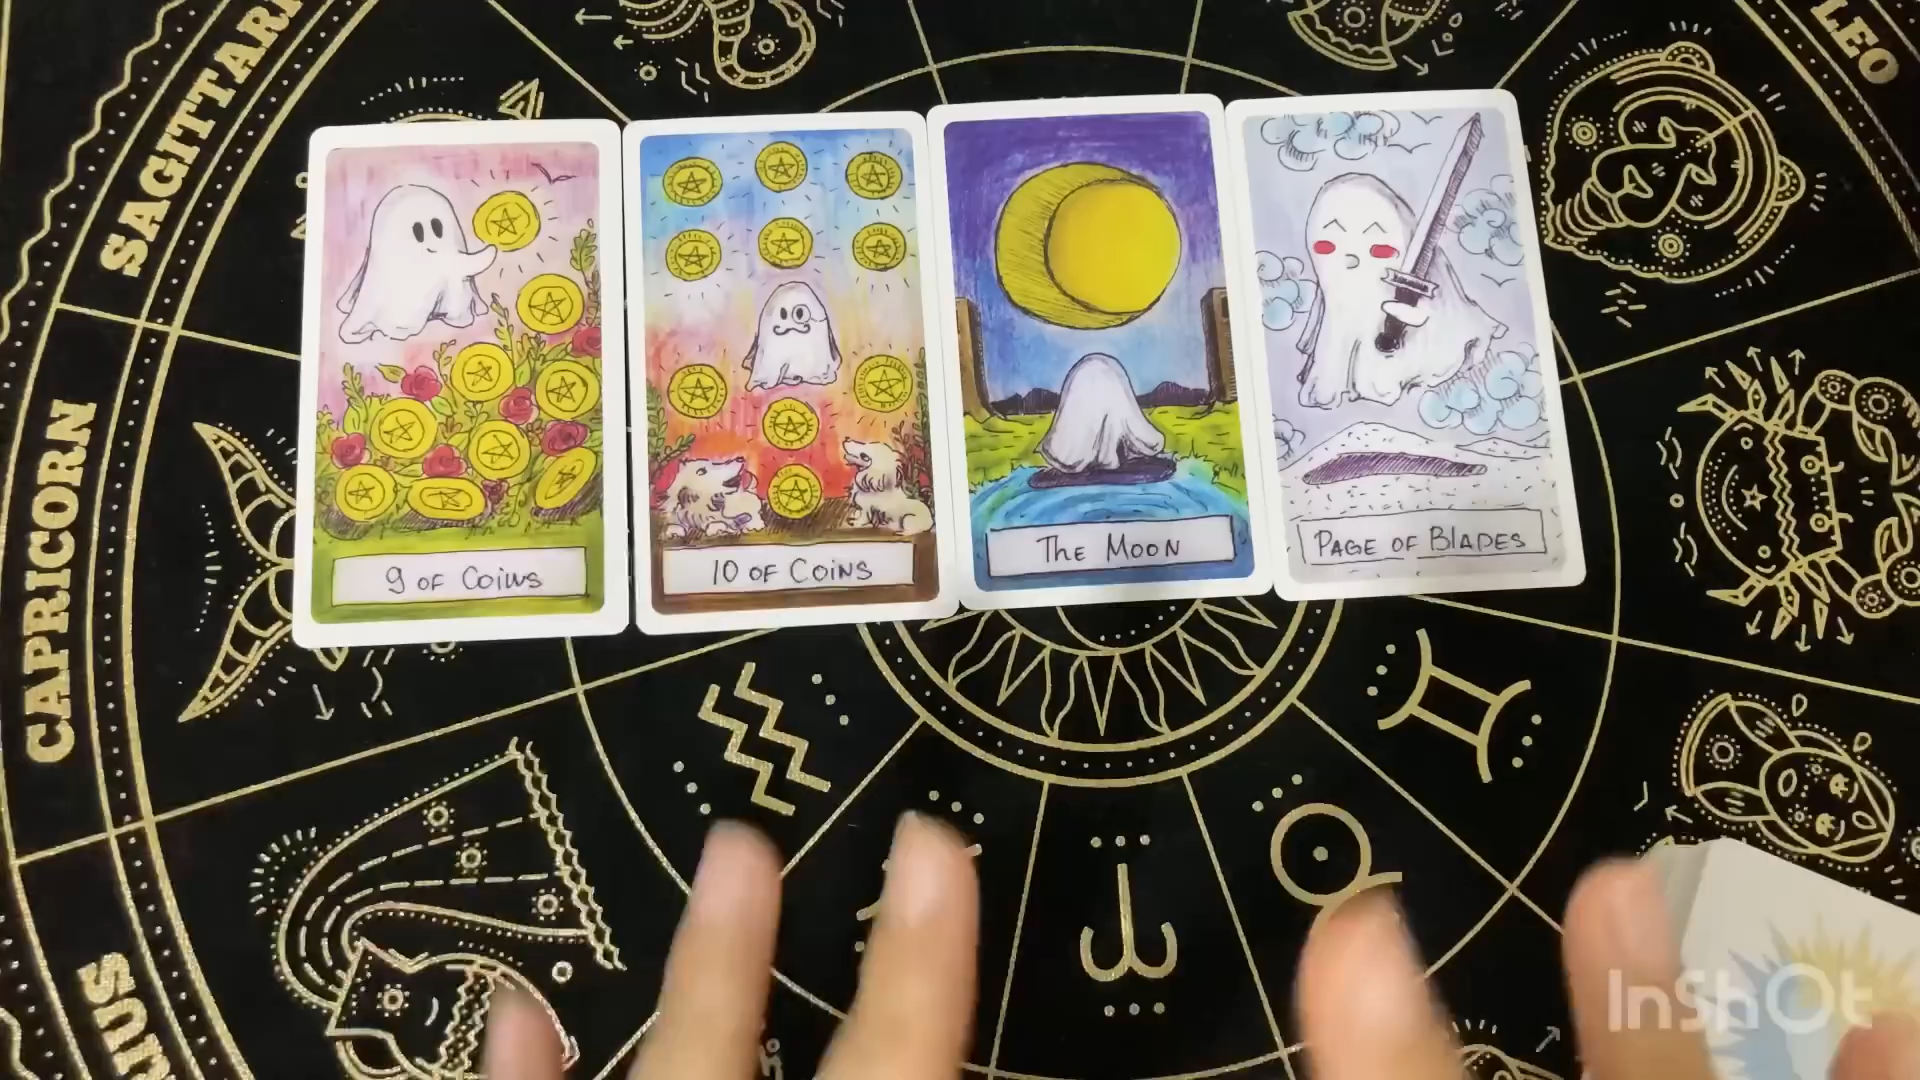 SAGITTARI
LEO
CAPRICORN
9 OF COINS
10 OF COINS
THE MOON
PAGE OF BLADES
InShOt